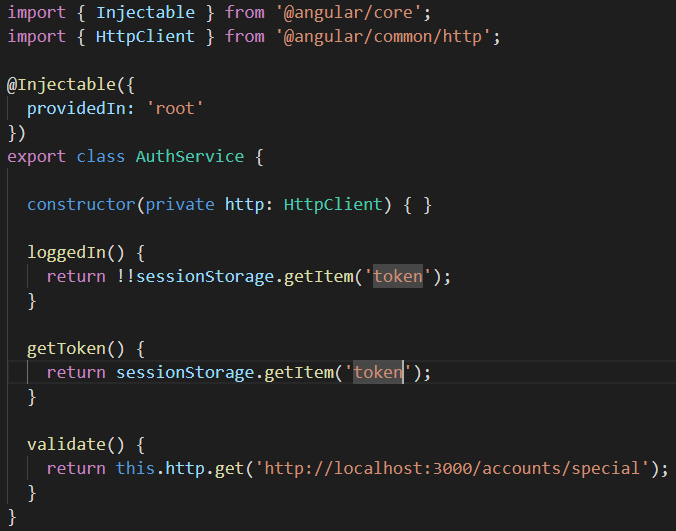 import { Injectable } from '@angular/core';
import { HttpClient } from '@angular/common/http';
@Injectable({
providedIn: 'root'
})
export class AuthService {
constructor(private http: HttpClient) { }
loggedIn() {
return !!sessionStorage.getItem('token');
}
getToken() {
return sessionStorage.getItem('token');
}
validate() {
return this.http.get('http://localhost:3000/accounts/special');
}
}